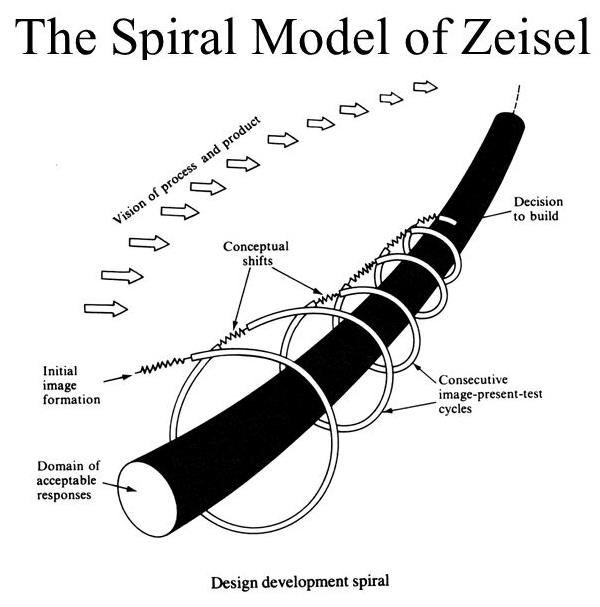 The Spiral Model of Zeisel
Vision of process and product
Decision
to build
Conceptual
shifts
Initial
image
formation
Consecutive
image-present-test
cycles
Domain of
acceptable
responses
Design development spiral